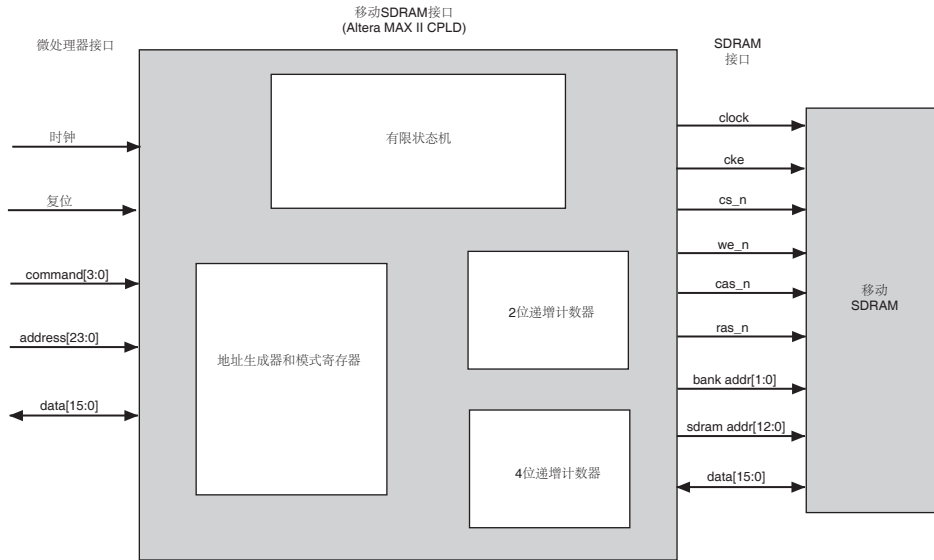 移动SDRAM接口
(Altera MAX II CPLD)
微处理器接口
SDRAM
接口
时钟
复位
command[3:0]
address[23:0]
data[15:0]
有限状态机
地址生成器和模式寄存器
2位递增计数器
4位递增计数器
clock
cke
cs_n
we_n
cas_n
ras_n
bank addr[1:0]
sdram addr[12:0]
data[15:0]
移动
SDRAM